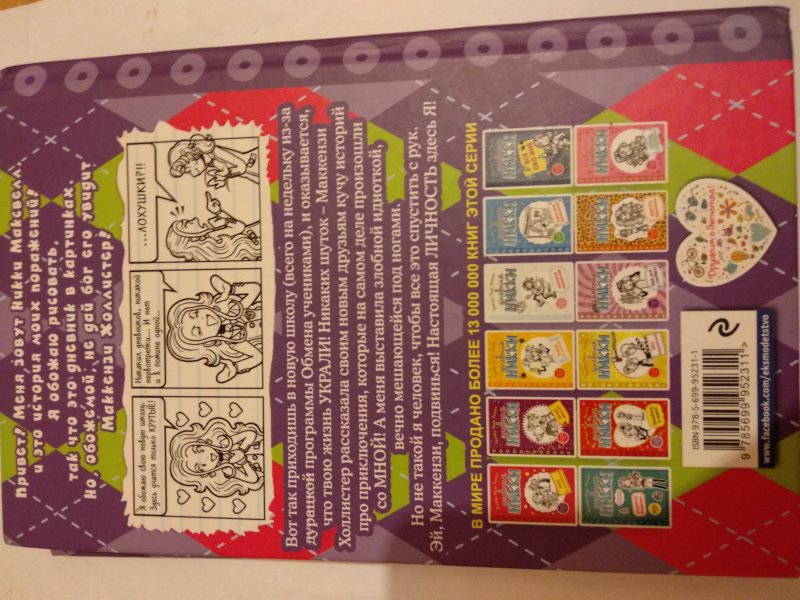 Привет! Меня зовут Никки Максвелл,
и это история моих поражений!
Я обожаю рисовать,
так что это дневник в картинках.
Но, обожемой, не дай бог его увидит
Маккензи Холлистер!
Я обожаю свою новую школу.
Здесь учатся только КРУТЫЕ!
Никаких дневников, никакой
нервотрепки... И нет
и в помине одной...
...ЛОХУШКИ?!!
Вот так приходишь в новую школу (всего на недельку из-за
дурацкой программы Обмена учениками), и оказывается,
что твою жизнь УКРАЛИ! Никаких шуток – Маккензи
Холлистер рассказала своим новым друзьям кучу историй
про приключения, которые на самом деле произошли
со МНОЙ! А меня выставила злобной идиоткой,
вечно мешающейся под ногами.
Но не такой я человек, чтобы все это спустить с рук.
Эй, Маккензи, подвинься! Настоящая ЛИЧНОСТЬ здесь Я!
В МИРЕ ПРОДАНО БОЛЕЕ 13 000 000 КНИГ ЭТОЙ СЕРИИ
ISBN 978-5-699-95231-1
9 785699 952311 >
www.facebook.com/eksmodetstvo